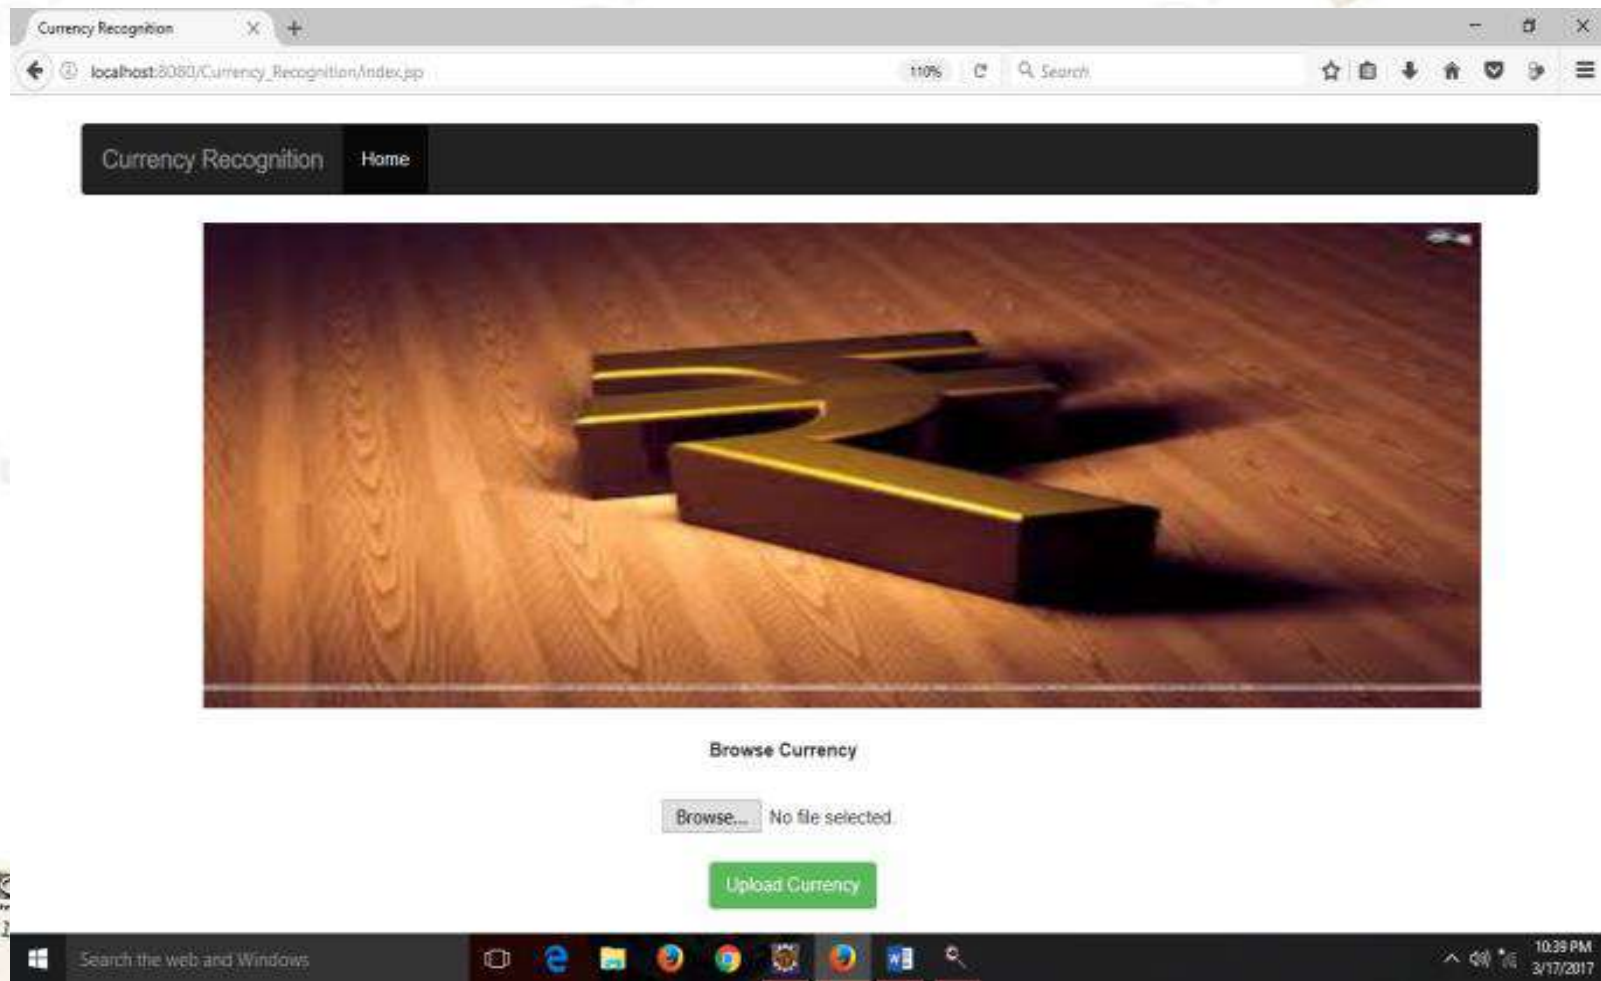 Currency Recognition
localhost:8080/Currency_Recognition/index.jsp
110%
Search
Currency Recognition
Home
Browse Currency
Browse... No file selected.
Upload Currency
Search the web and Windows
10:39 PM
3/17/2017